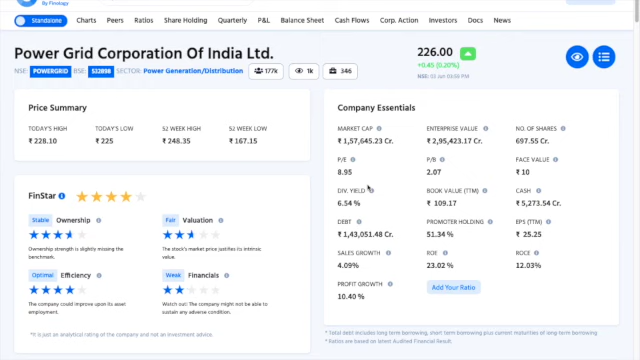 By Finology
Standalone Charts Peers Ratios Share Holding Quarterly P&L Balance Sheet Cash Flows Corp. Action Investors Docs News
Power Grid Corporation Of India Ltd.
NSE: POWERGRID BSE: 532898 SECTOR: Power Generation/Distribution 177k 1k 346
226.00
+0.45 (0.20%)
NSE: 03 Jun 03:58 PM
Price Summary
TODAY'S HIGH TODAY'S LOW 52 WEEK HIGH 52 WEEK LOW
₹ 228.10 ₹ 225 ₹ 248.35 ₹ 167.15
FinStar
Stable Ownership
Ownership strength is slightly missing the
benchmark.
Fair Valuation
The stock's market price justifies its intrinsic
value.
Optimal Efficiency
The company could improve upon its asset
employment.
Weak Financials
Watch out! The company might not be able to
sustain any adverse condition.
*It is just an analytical rating of the company and not an investment advice.
Company Essentials
MARKET CAP ENTERPRISE VALUE NO. OF SHARES
₹ 1,57,645.23 Cr. ₹ 2,95,423.17 Cr. 697.55 Cr.
P/E P/B FACE VALUE
8.95 2.07 ₹ 10
DIV. YIELD BOOK VALUE (TTM) CASH
6.54 % ₹ 109.17 ₹ 5,273.54 Cr.
DEBT PROMOTER HOLDING EPS (TTM)
₹ 1,43,051.48 Cr. 51.34 % ₹ 25.25
SALES GROWTH ROE ROCE
4.09% 23.02 % 12.03%
PROFIT GROWTH
10.40 %
Add Your Ratio
* Total debt includes long term borrowing, short term borrowing plus current maturities of long term borrowing
* Ratios are based on latest Audited Financial Result.